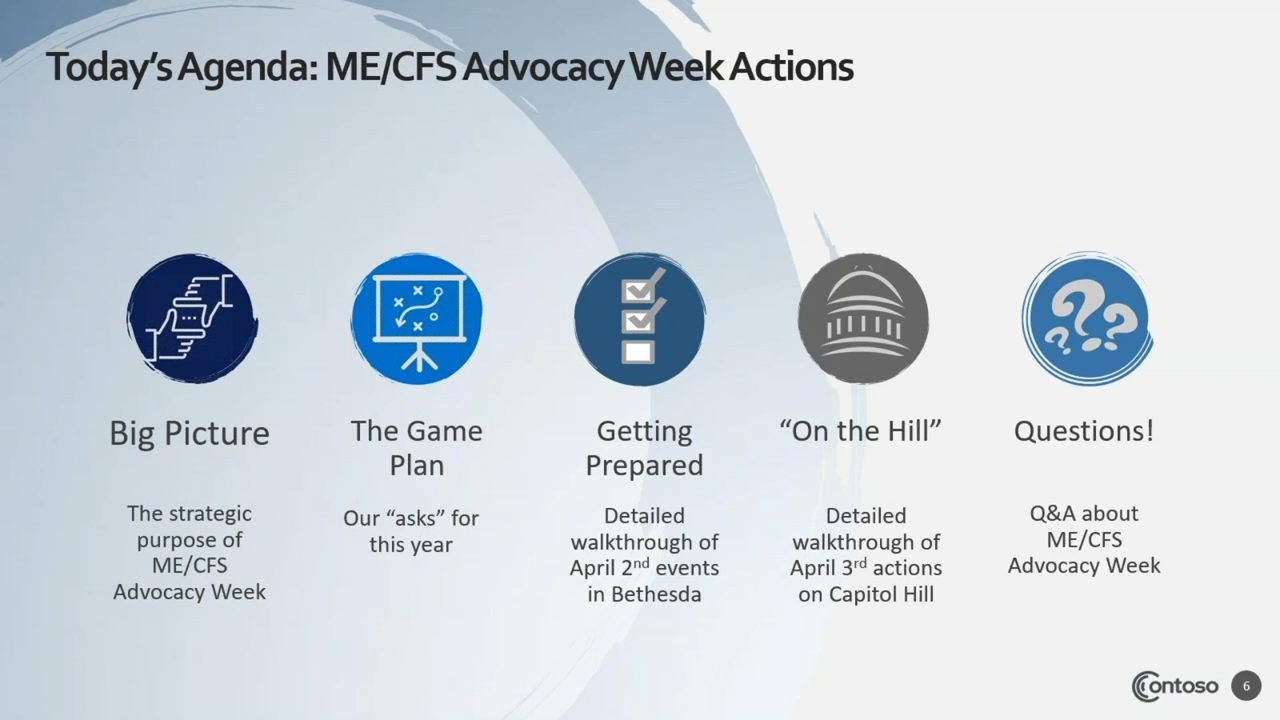 Today's Agenda: ME/CFS Advocacy Week Actions
Big Picture
The strategic
purpose of
ME/CFS
Advocacy Week
The Game
Plan
Our “asks” for
this year
Getting
Prepared
Detailed
walkthrough of
April 2nd events
in Bethesda
“On the Hill”
Detailed
walkthrough of
April 3rd actions
on Capitol Hill
Questions!
Q&A about
ME/CFS
Advocacy Week
Contoso
6